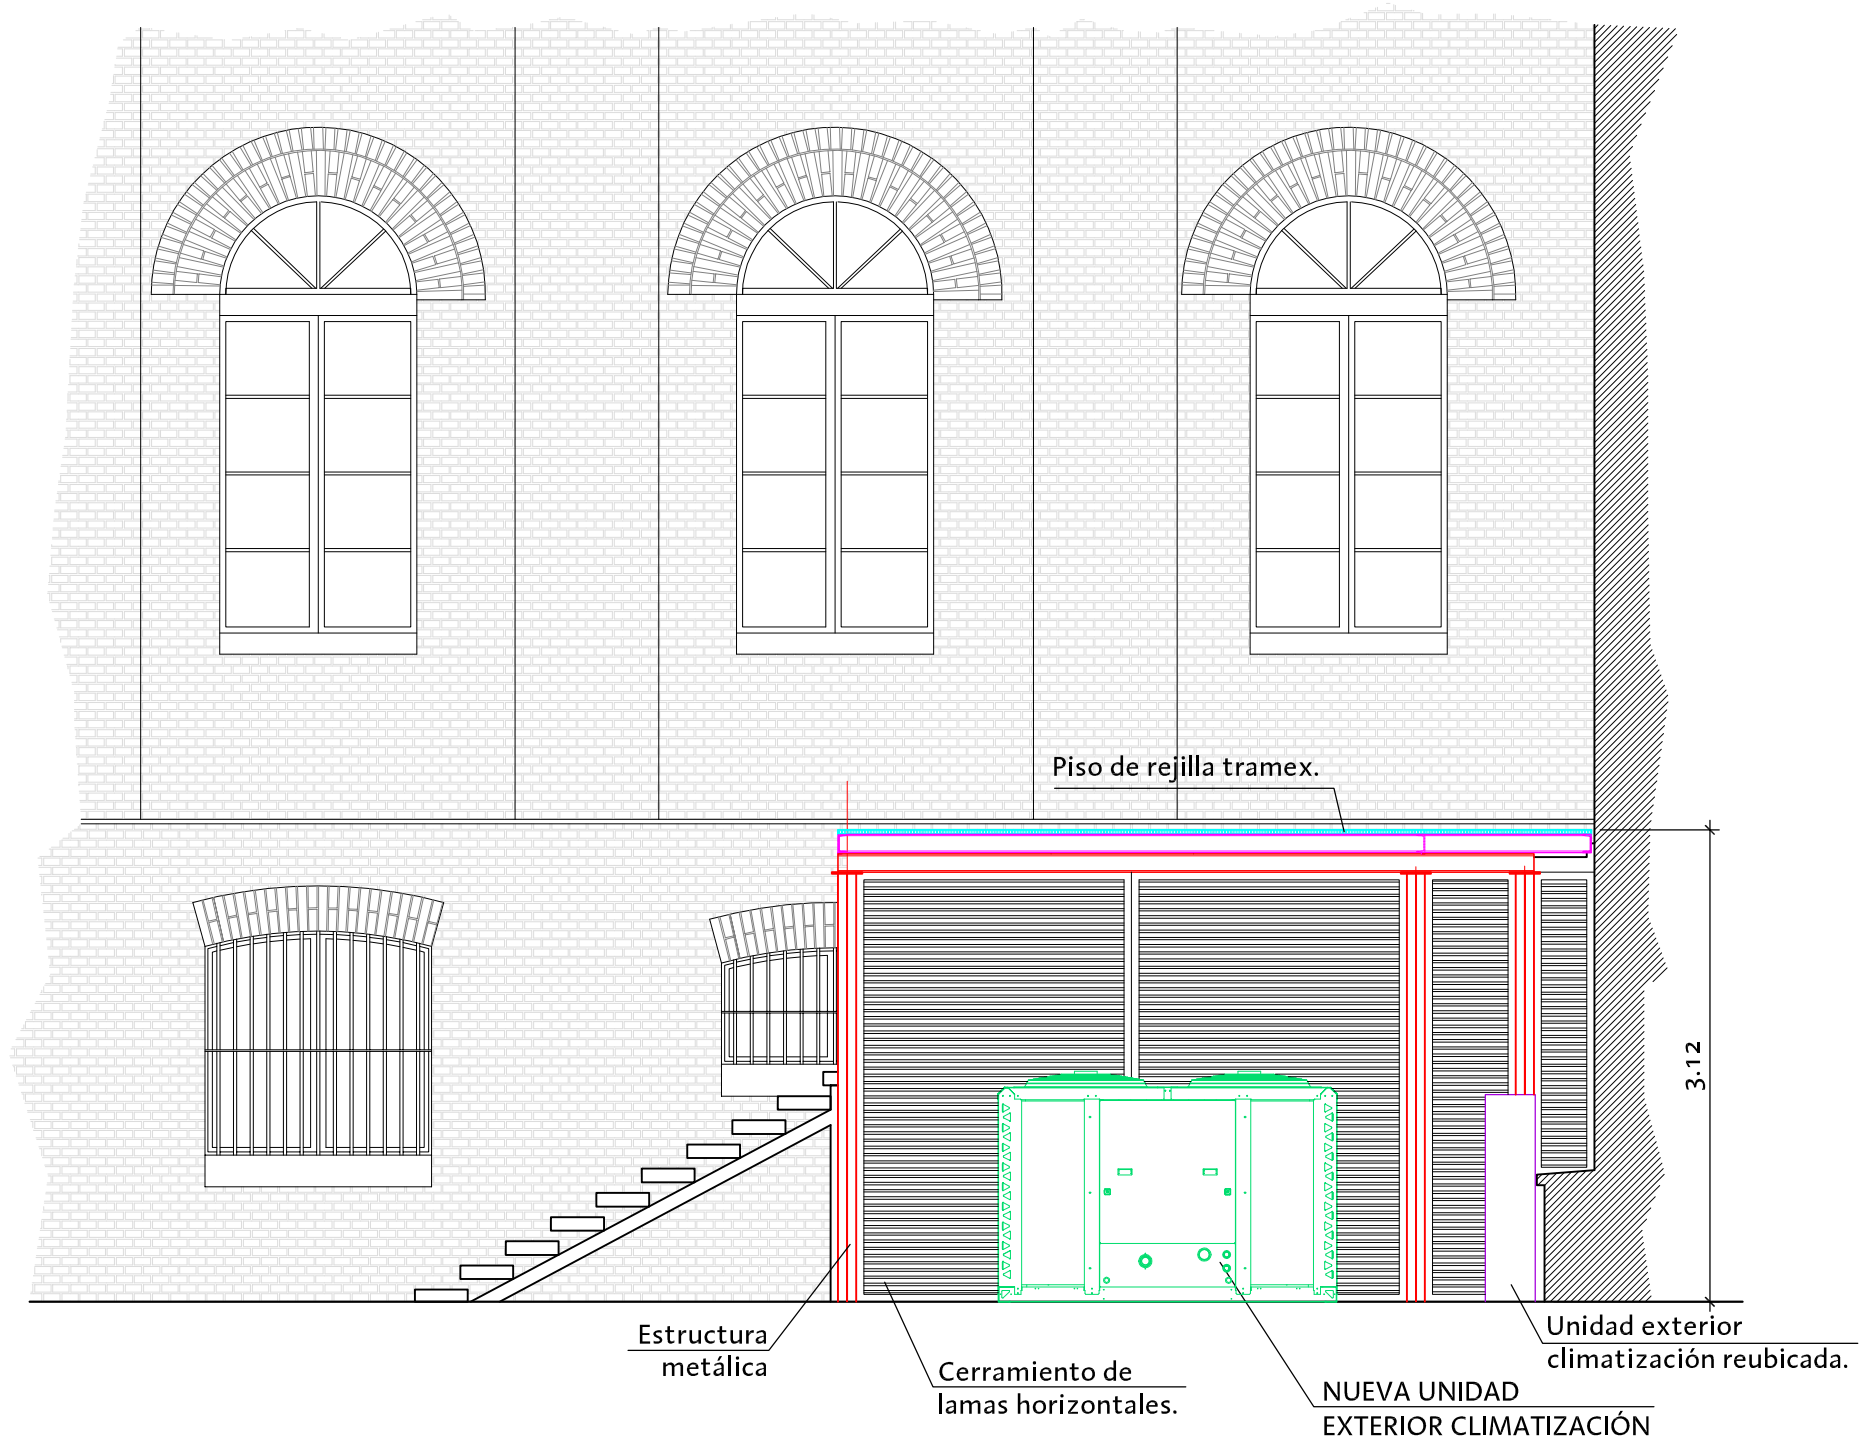 Piso de rejilla tramex.
3.12
Estructura
metálica
Cerramiento de
lamas horizontales.
NUEVA UNIDAD
EXTERIOR CLIMATIZACIÓN
Unidad exterior
climatización reubicada.